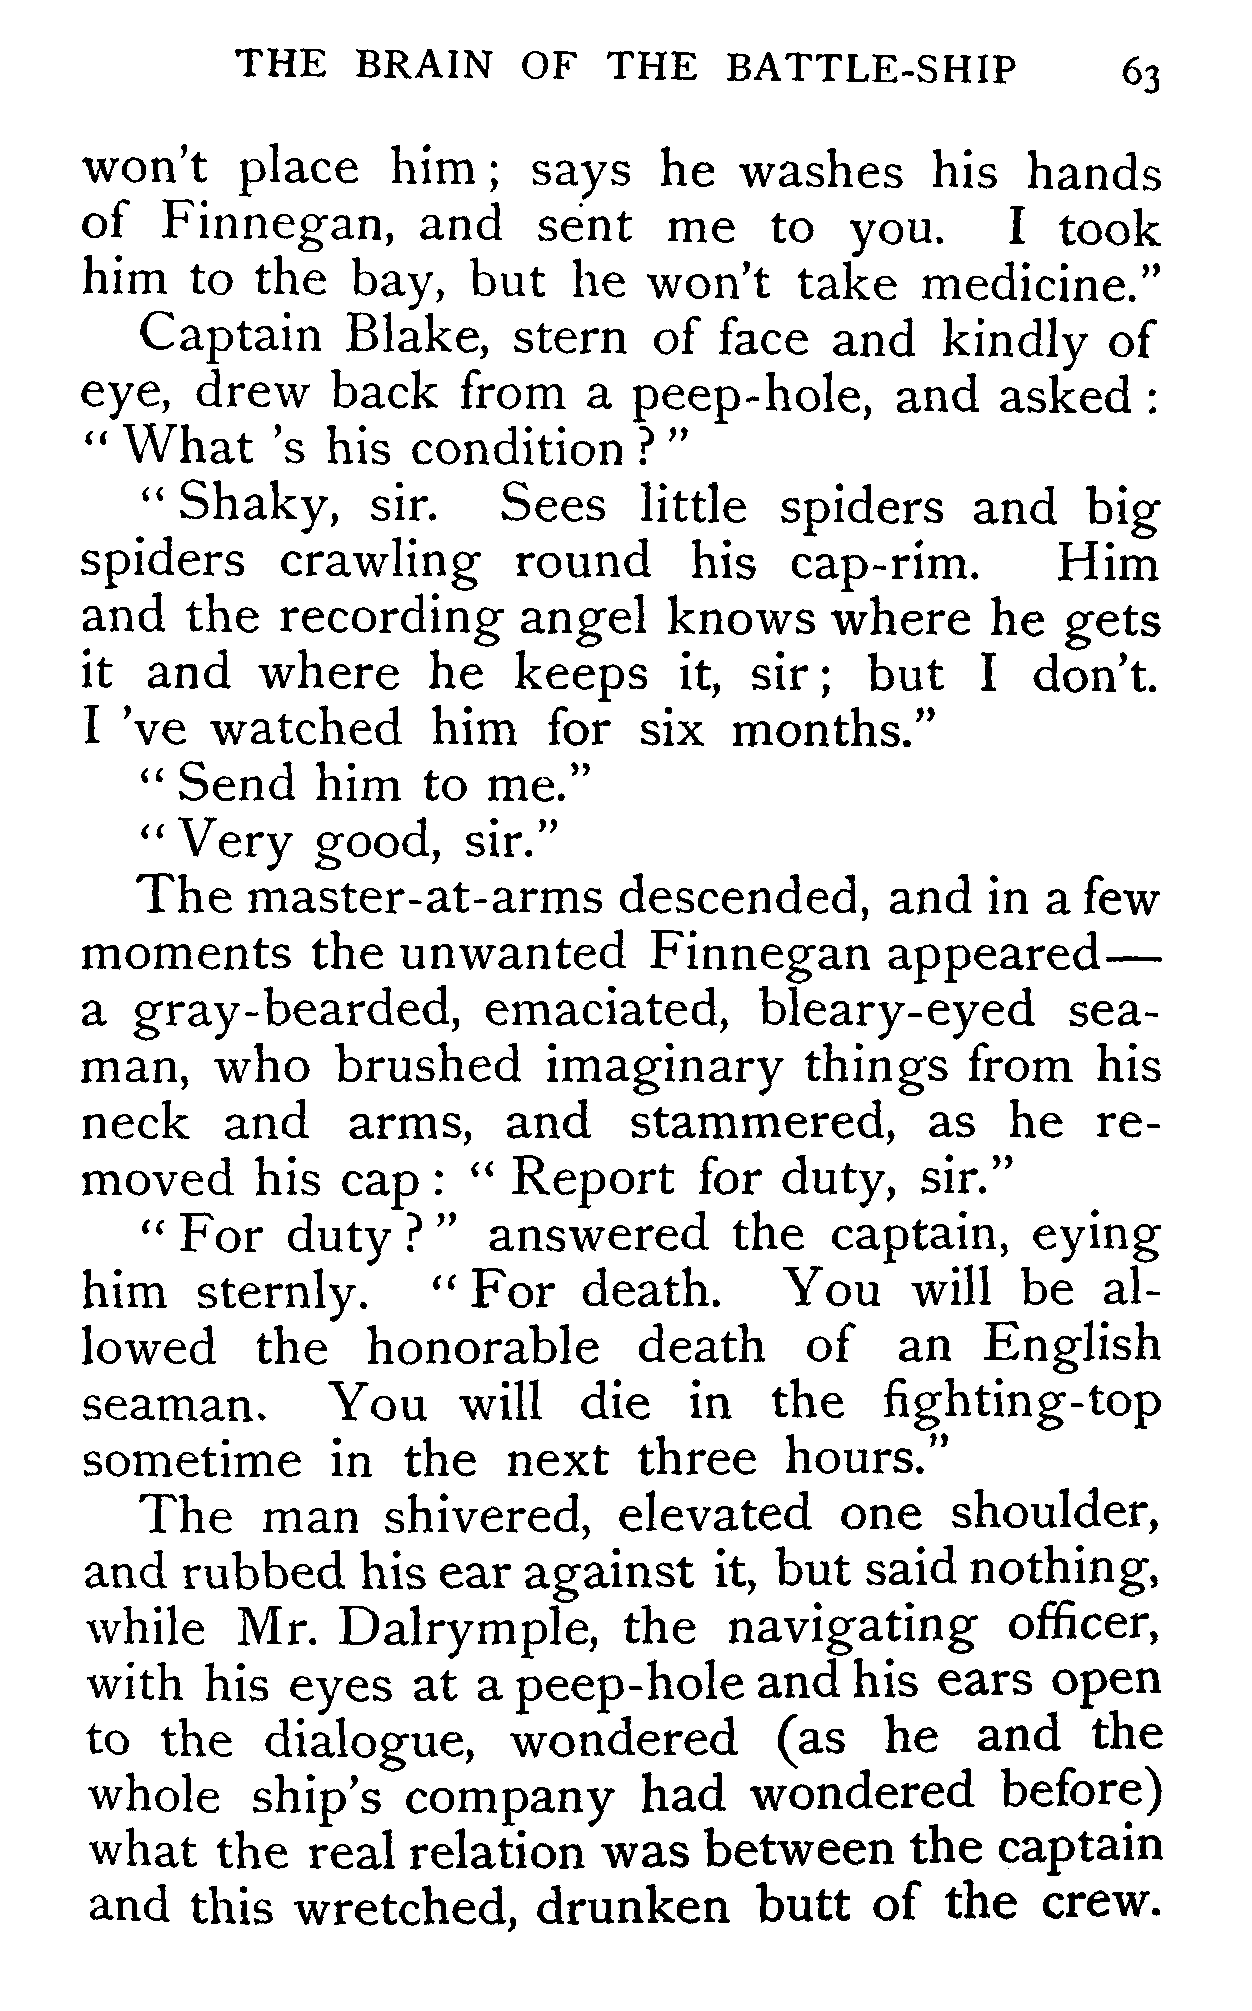 THE BRAIN OF THE BATTLE-SHIP 63
won't place him; says he washes his hands
of Finnegan, and sent me to you. I took
him to the bay, but he won't take medicine."
Captain Blake, stern of face and kindly of
eye, drew back from a peep-hole, and asked:
"What 's his condition?"
"Shaky, sir. Sees little spiders and big
spiders crawling round his cap-rim. Him
and the recording angel knows where he gets
it and where he keeps it, sir; but I don't.
I 've watched him for six months."
"Send him to me."
"Very good, sir."
The master-at-arms descended, and in a few
moments the unwanted Finnegan appeared—
a gray-bearded, emaciated, bleary-eyed sea-
man, who brushed imaginary things from his
neck and arms, and stammered, as he re-
moved his cap: "Report for duty, sir."
"For duty?" answered the captain, eying
him sternly. "For death. You will be al-
lowed the honorable death of an English
seaman. You will die in the fighting-top
sometime in the next three hours."
The man shivered, elevated one shoulder,
and rubbed his ear against it, but said nothing,
while Mr. Dalrymple, the navigating officer,
with his eyes at a peep-hole and his ears open
to the dialogue, wondered (as he and the
whole ship's company had wondered before)
what the real relation was between the captain
and this wretched, drunken butt of the crew.